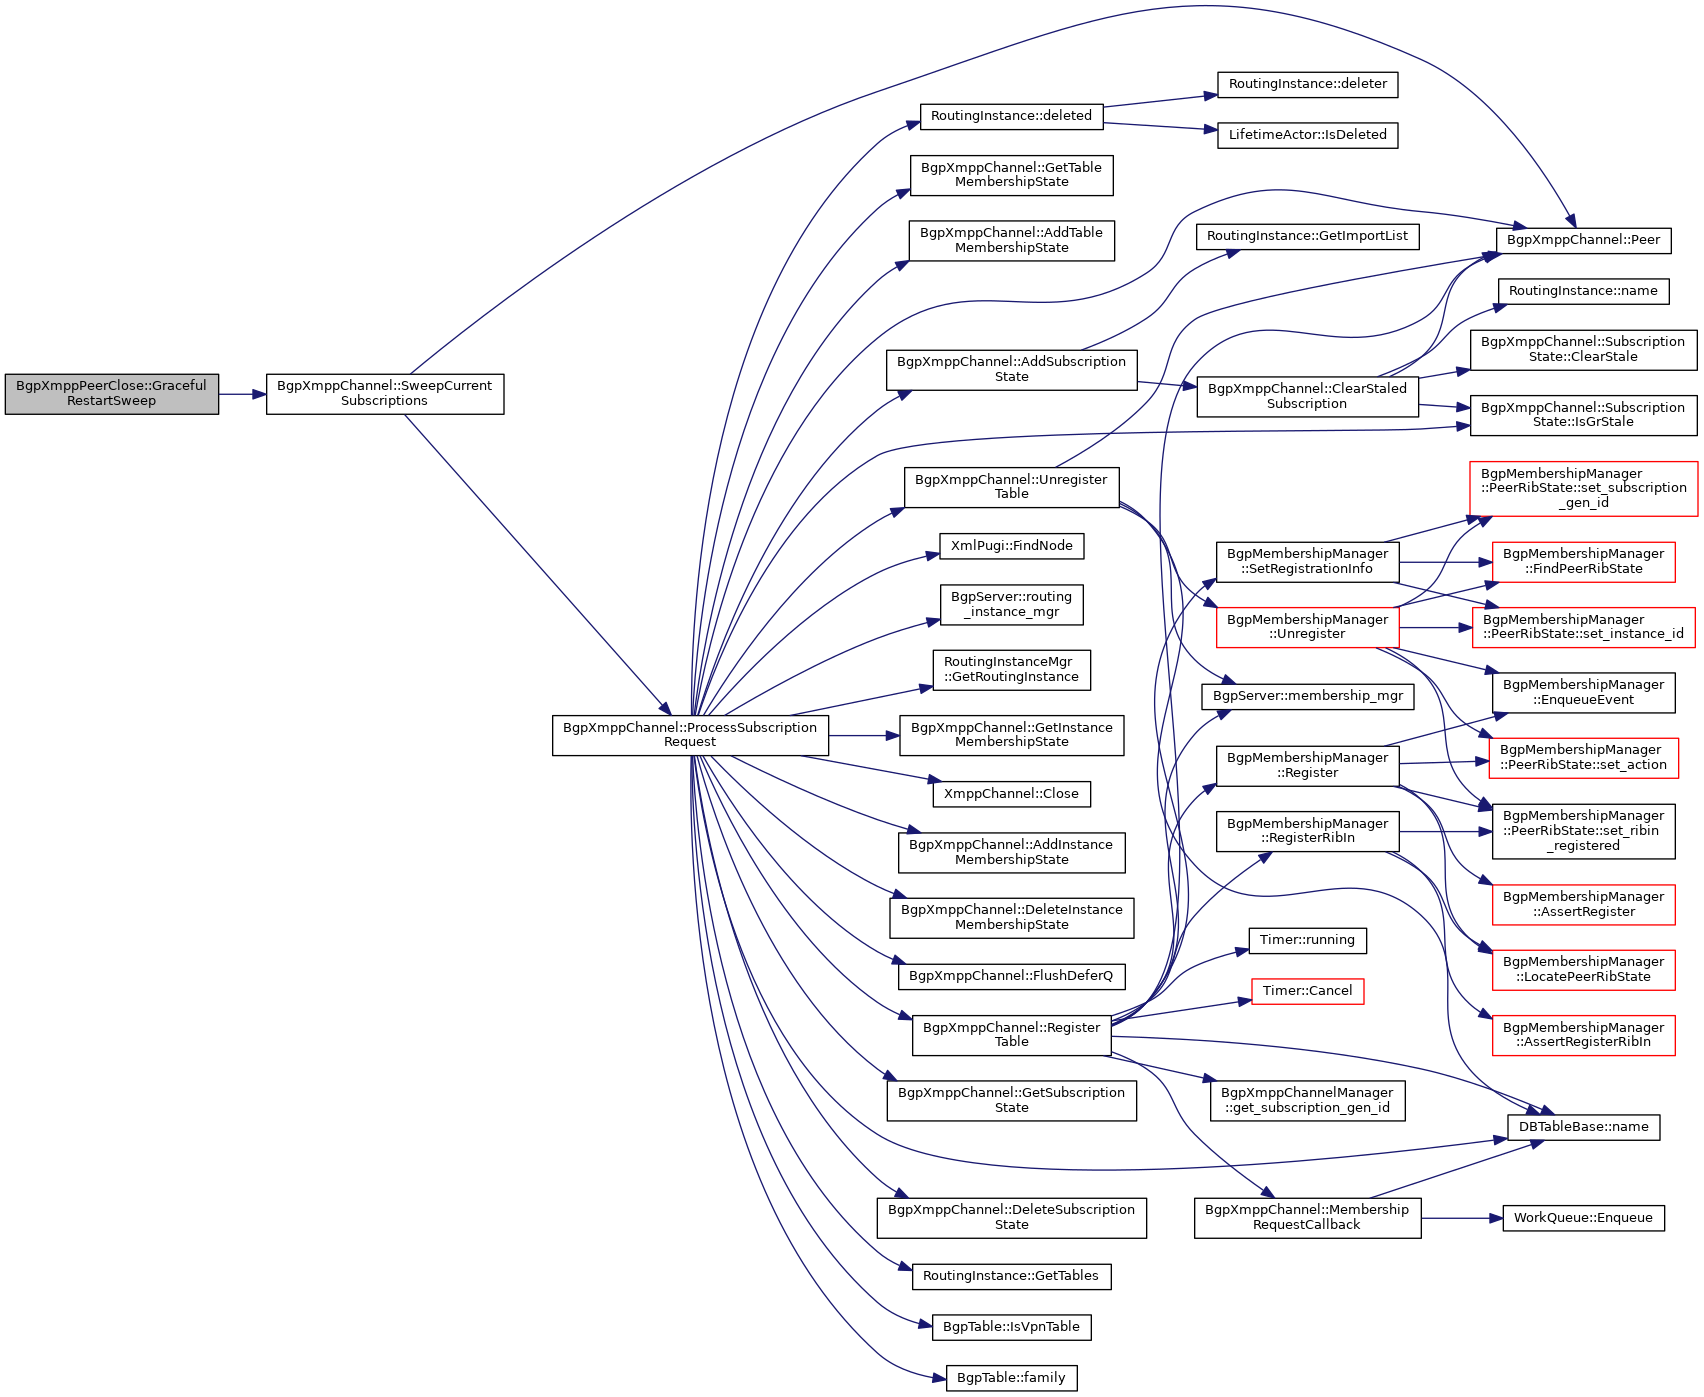 BgpXmppPeerClose::Graceful
RestartSweep
BgpXmppChannel::SweepCurrent
Subscriptions
BgpXmppChannel::ProcessSubscription
Request
RoutingInstance::deleted
BgpXmppChannel::GetTable
MembershipState
BgpXmppChannel::AddTable
MembershipState
BgpXmppChannel::AddSubscription
State
BgpXmppChannel::Unregister
Table
XmlPugi::FindNode
BgpServer::routing
_instance_mgr
RoutingInstanceMgr
::GetRoutingInstance
BgpXmppChannel::GetInstance
MembershipState
XmppChannel::Close
BgpXmppChannel::AddInstance
MembershipState
BgpXmppChannel::DeleteInstance
MembershipState
BgpXmppChannel::FlushDeferQ
BgpXmppChannel::Register
Table
BgpXmppChannel::GetSubscription
State
BgpXmppChannel::DeleteSubscription
State
RoutingInstance::GetTables
BgpTable::IsVpnTable
BgpTable::family
RoutingInstance::deleter
LifetimeActor::IsDeleted
RoutingInstance::GetImportList
BgpXmppChannel::ClearStaled
Subscription
BgpMembershipManager
::SetRegistrationInfo
BgpMembershipManager
::Unregister
BgpServer::membership_mgr
BgpMembershipManager
::Register
BgpMembershipManager
::RegisterRibIn
Timer::running
Timer::Cancel
BgpXmppChannelManager
::get_subscription_gen_id
BgpXmppChannel::Membership
RequestCallback
BgpXmppChannel::Peer
RoutingInstance::name
BgpXmppChannel::Subscription
State::ClearStale
BgpXmppChannel::Subscription
State::IsGrStale
BgpMembershipManager
::PeerRibState::set_subscription
_gen_id
BgpMembershipManager
::FindPeerRibState
BgpMembershipManager
::PeerRibState::set_instance_id
BgpMembershipManager
::EnqueueEvent
BgpMembershipManager
::PeerRibState::set_action
BgpMembershipManager
::PeerRibState::set_ribin
_registered
BgpMembershipManager
::AssertRegister
BgpMembershipManager
::LocatePeerRibState
BgpMembershipManager
::AssertRegisterRibIn
DBTableBase::name
WorkQueue::Enqueue